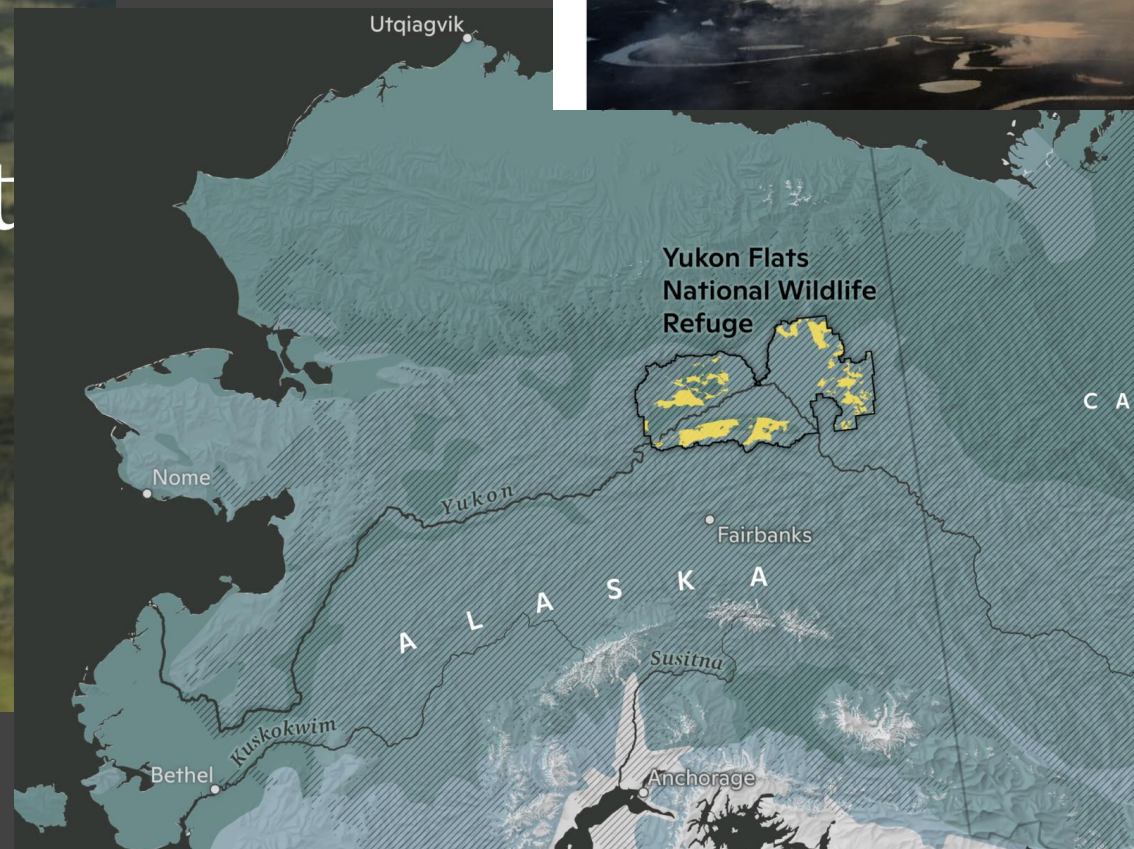 Utqiagvik
t
Yukon Flats
National Wildlife
Refuge
C A
Nome
Yukon
Fairbanks
A L A S K A
Susitna
Kuskokwim
Bethel
Anchorage